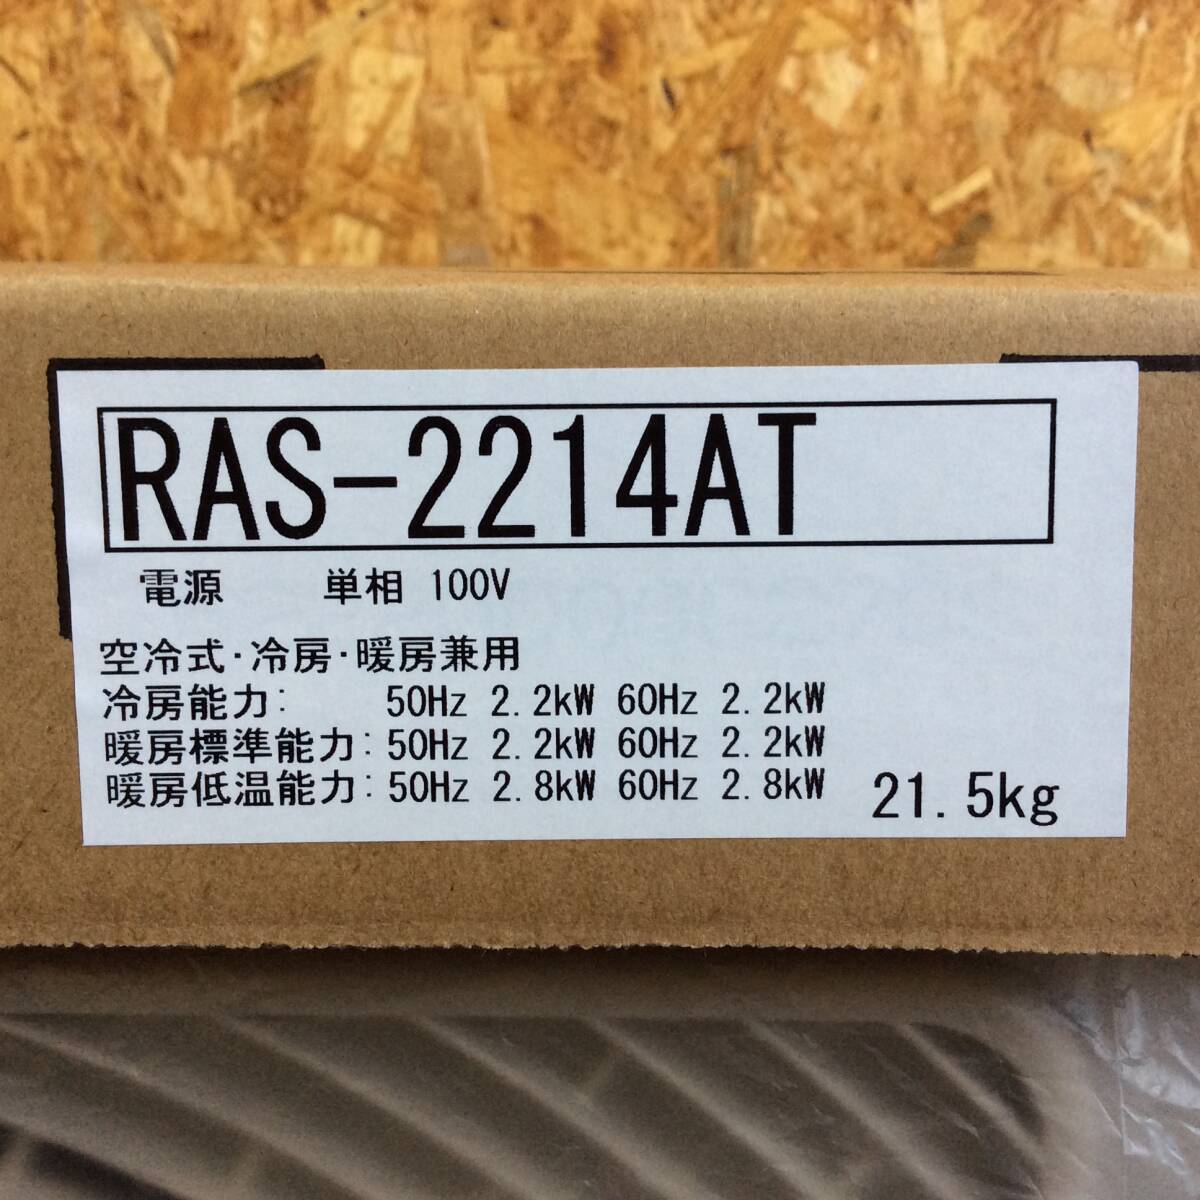 RAS-2214AT
電源 単相 100V
空冷式・冷房・暖房兼用
冷房能力: 50Hz 2.2kW 60Hz 2.2kW
暖房標準能力: 50Hz 2.2kW 60Hz 2.2kW
暖房低温能力: 50Hz 2.8kW 60Hz 2.8kW
21.5kg